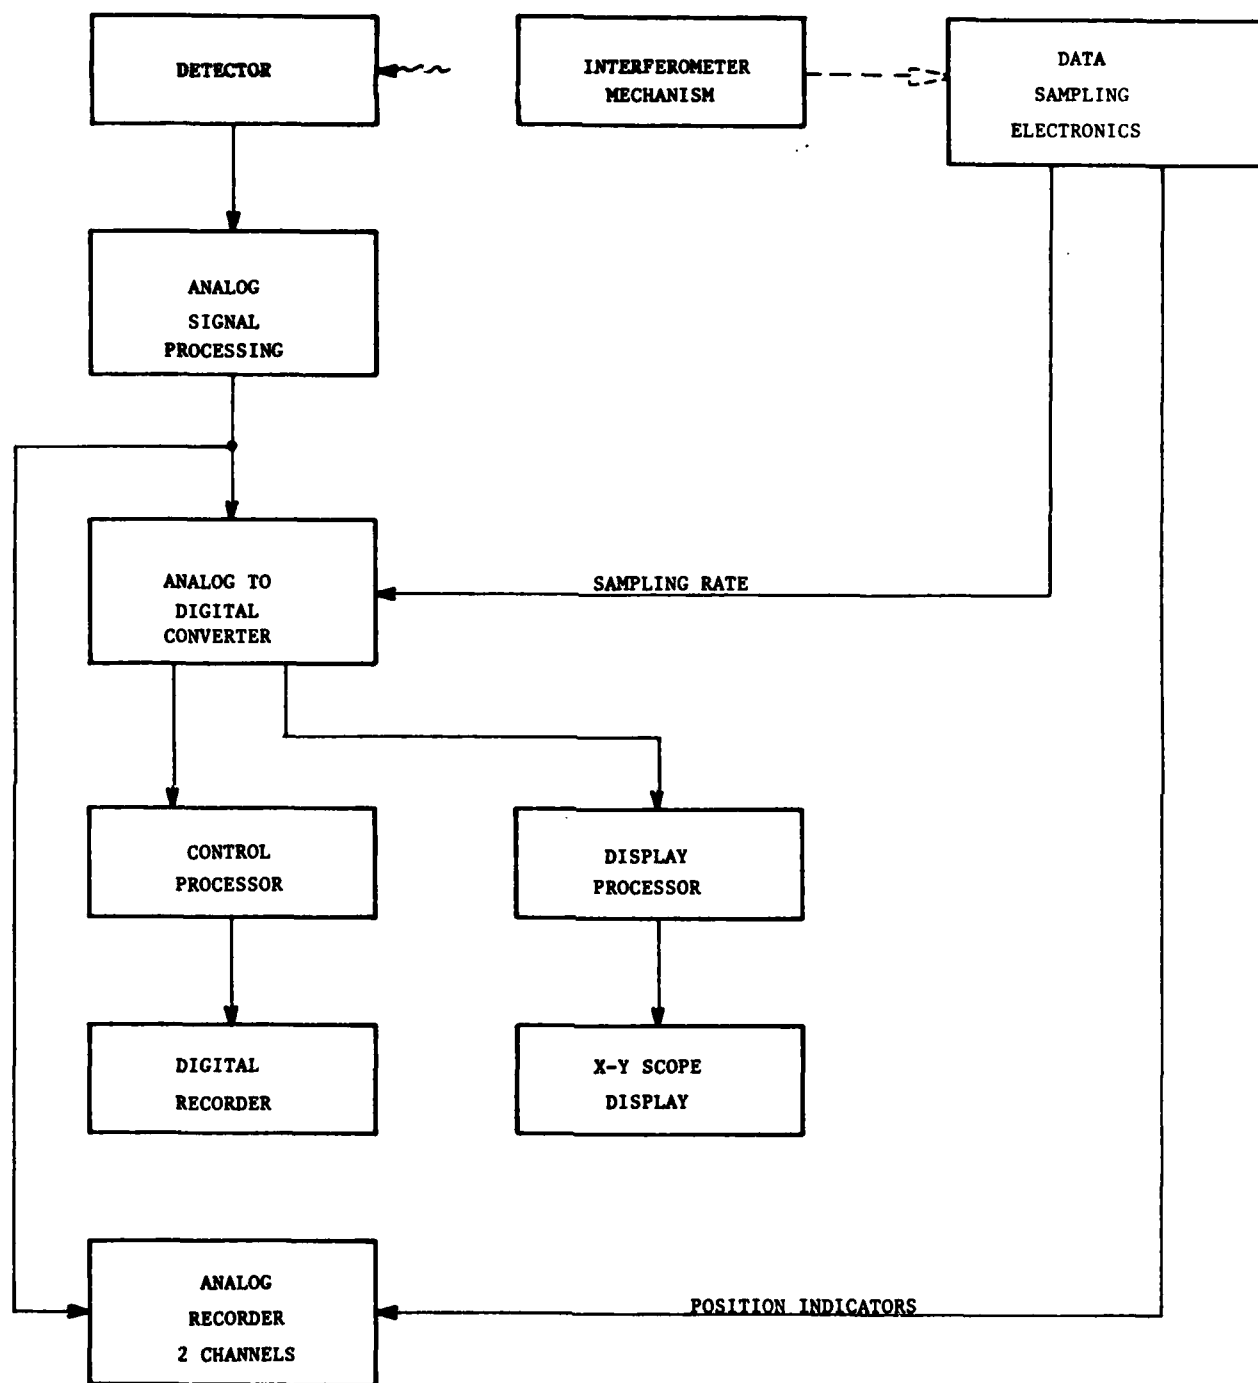 DETECTOR
INTERFEROMETER
MECHANISM
DATA
SAMPLING
ELECTRONICS
ANALOG
SIGNAL
PROCESSING
ANALOG TO
DIGITAL
CONVERTER
SAMPLING RATE
CONTROL
PROCESSOR
DISPLAY
PROCESSOR
DIGITAL
RECORDER
X-Y SCOPE
DISPLAY
ANALOG
RECORDER
2 CHANNELS
POSITION INDICATORS